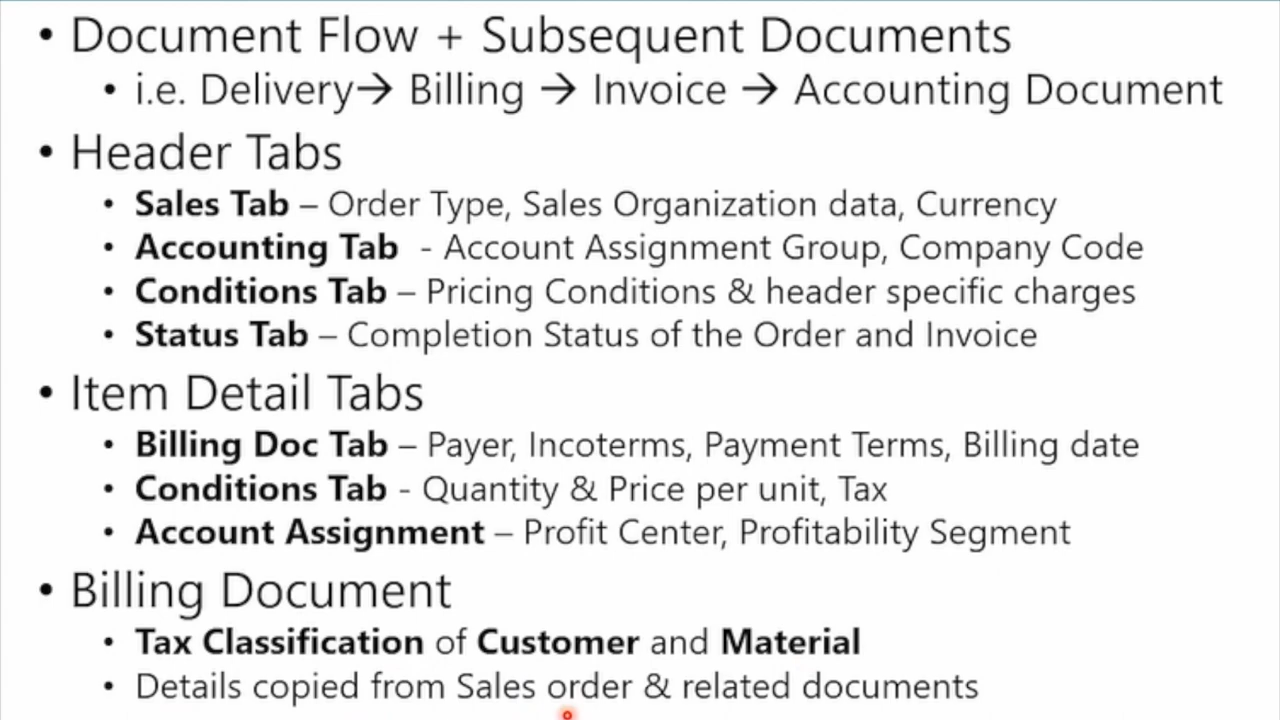 • Document Flow + Subsequent Documents
• i.e. Delivery→ Billing → Invoice → Accounting Document
• Header Tabs
• Sales Tab – Order Type, Sales Organization data, Currency
• Accounting Tab - Account Assignment Group, Company Code
• Conditions Tab – Pricing Conditions & header specific charges
• Status Tab – Completion Status of the Order and Invoice
• Item Detail Tabs
• Billing Doc Tab – Payer, Incoterms, Payment Terms, Billing date
• Conditions Tab - Quantity & Price per unit, Tax
• Account Assignment – Profit Center, Profitability Segment
• Billing Document
• Tax Classification of Customer and Material
• Details copied from Sales order & related documents